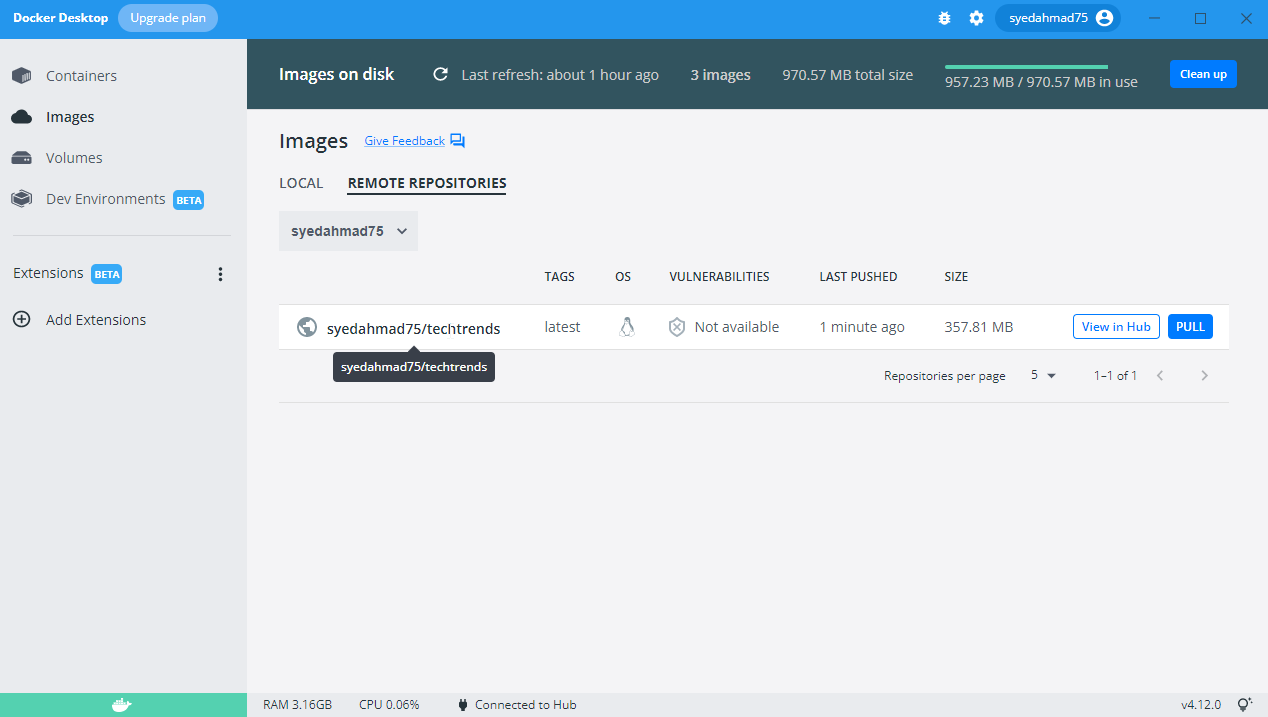 Docker Desktop Upgrade plan syedahmad75
Containers
Images
Volumes
Dev Environments BETA
Extensions BETA
Add Extensions
Images on disk Last refresh: about 1 hour ago 3 images 970.57 MB total size 957.23 MB / 970.57 MB in use Clean up
Images Give Feedback
LOCAL REMOTE REPOSITORIES
syedahmad75
TAGS OS VULNERABILITIES LAST PUSHED SIZE
syedahmad75/techtrends latest Not available 1 minute ago 357.81 MB View in Hub PULL
syedahmad75/techtrends
Repositories per page 5 1–1 of 1
RAM 3.16GB CPU 0.06% Connected to Hub v4.12.0